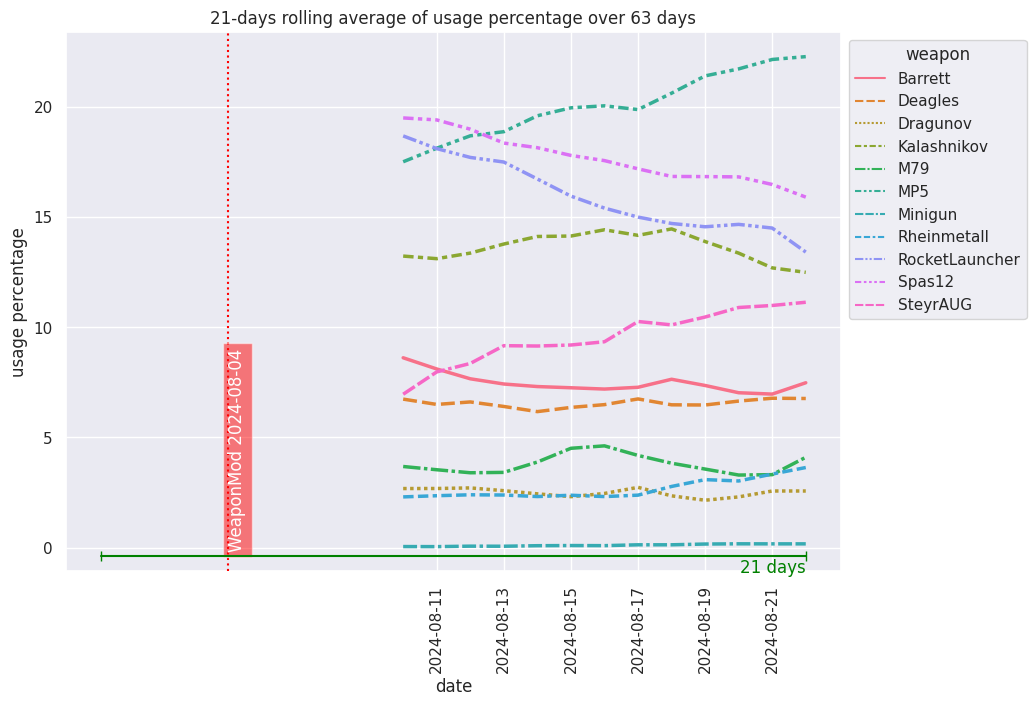 21-days rolling average of usage percentage over 63 days
usage percentage
20
15
10
5
0
WeaponMod 2024-08-04
21 days
2024-08-11
2024-08-13
2024-08-15
2024-08-17
2024-08-19
2024-08-21
date
weapon
Barrett
Deagles
Dragunov
Kalashnikov
M79
MP5
Minigun
Rheinmetall
RocketLauncher
Spas12
SteyrAUG